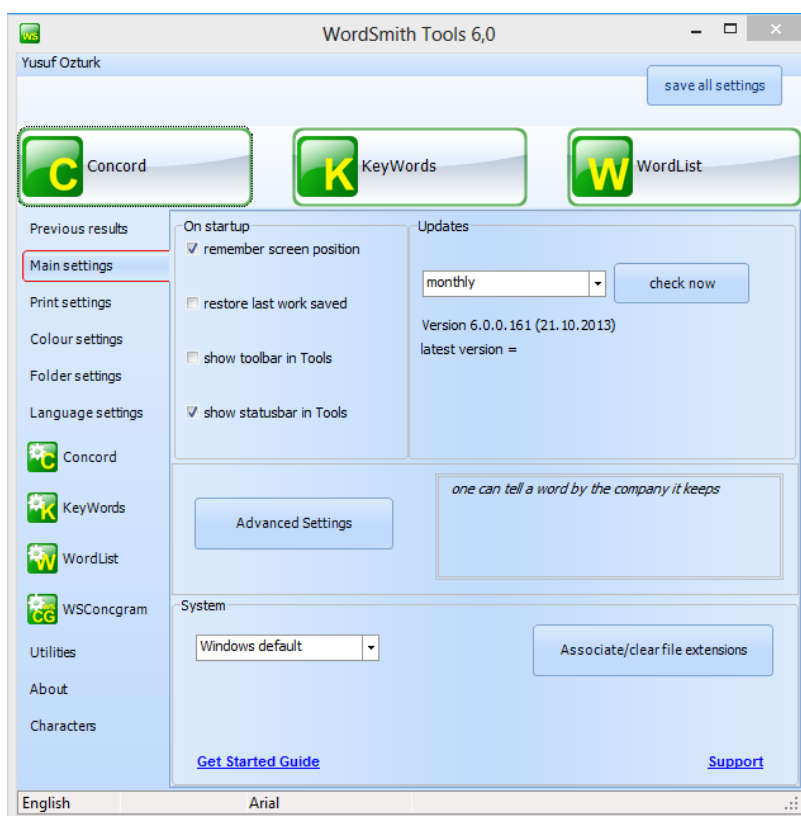 WS
WordSmith Tools 6,0
Yusuf Ozturk
save all settings
C Concord
K KeyWords
W WordList
Previous results
Main settings
Print settings
Colour settings
Folder settings
Language settings
C Concord
K KeyWords
W WordList
WS CG WSConcgram
Utilities
About
Characters
On startup
remember screen position
restore last work saved
show toolbar in Tools
show statusbar in Tools
Updates
monthly
check now
Version 6.0.0.161 (21.10.2013)
latest version =
Advanced Settings
one can tell a word by the company it keeps
System
Windows default
Associate/clear file extensions
Get Started Guide
Support
English Arial